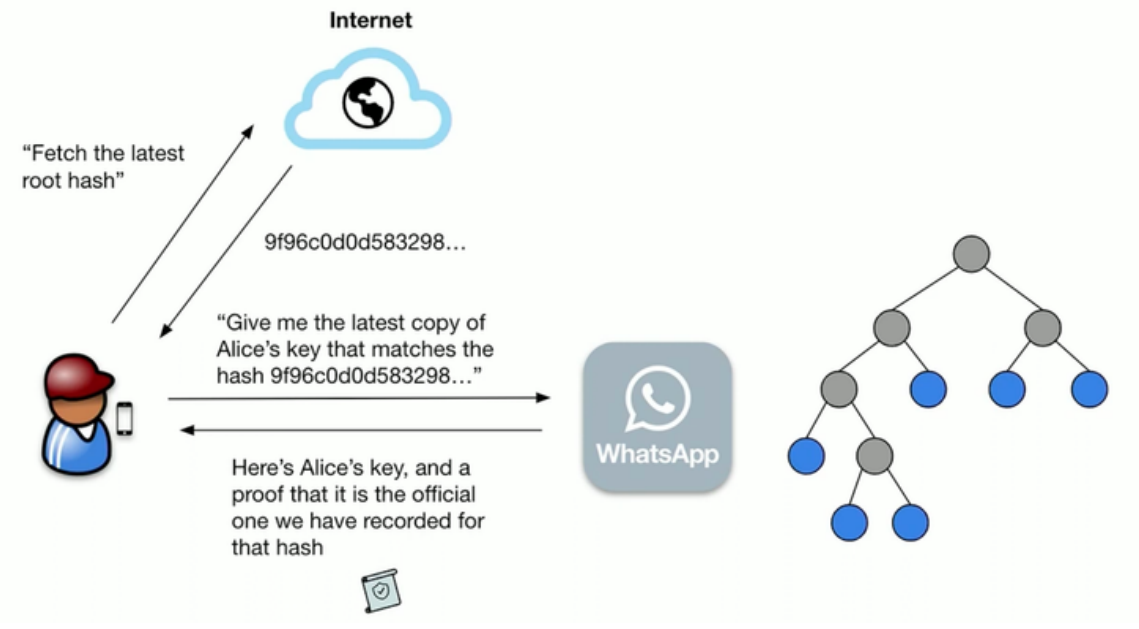 Internet
“Fetch the latest
root hash”
9f96c0d0d583298…
“Give me the latest copy of
Alice’s key that matches the
hash 9f96c0d0d583298…”
WhatsApp
Here’s Alice’s key, and a
proof that it is the official
one we have recorded for
that hash